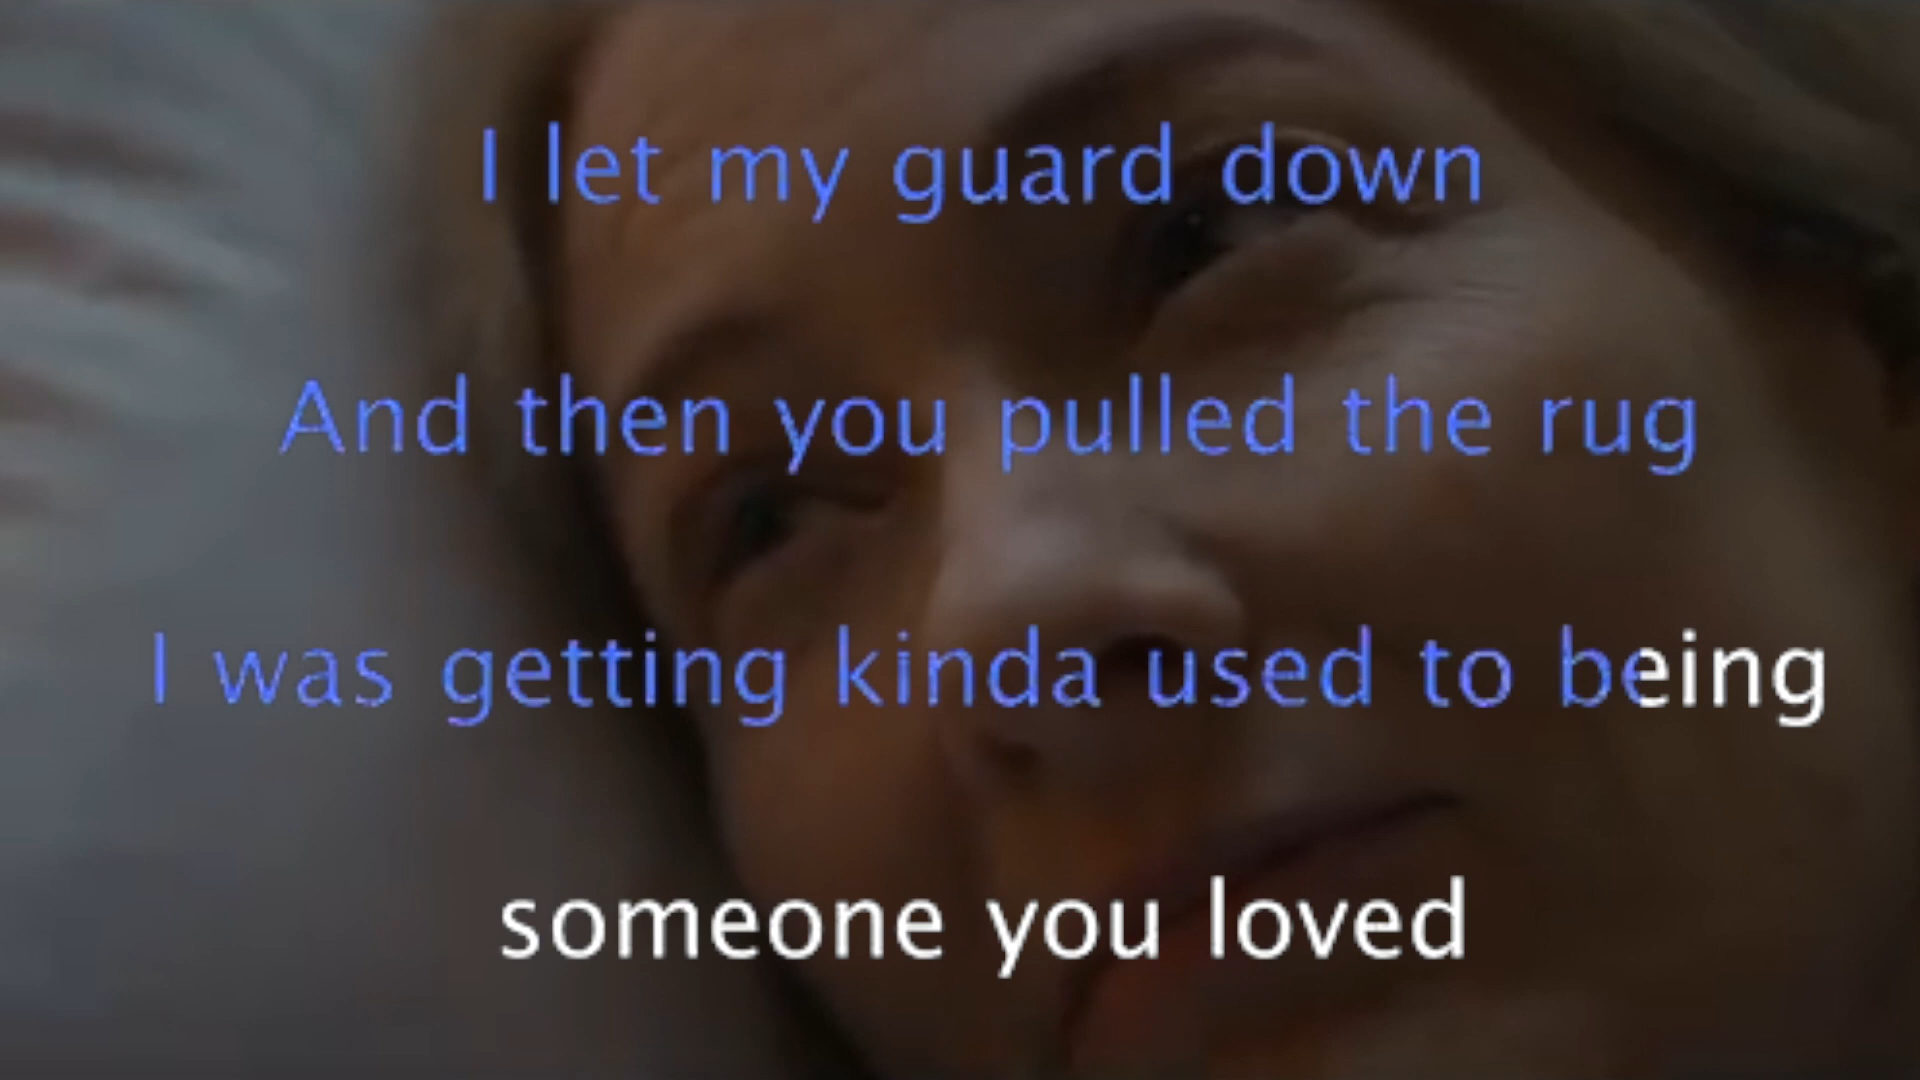 I let my guard down
And then you pulled the rug
I was getting kinda used to being
someone you loved